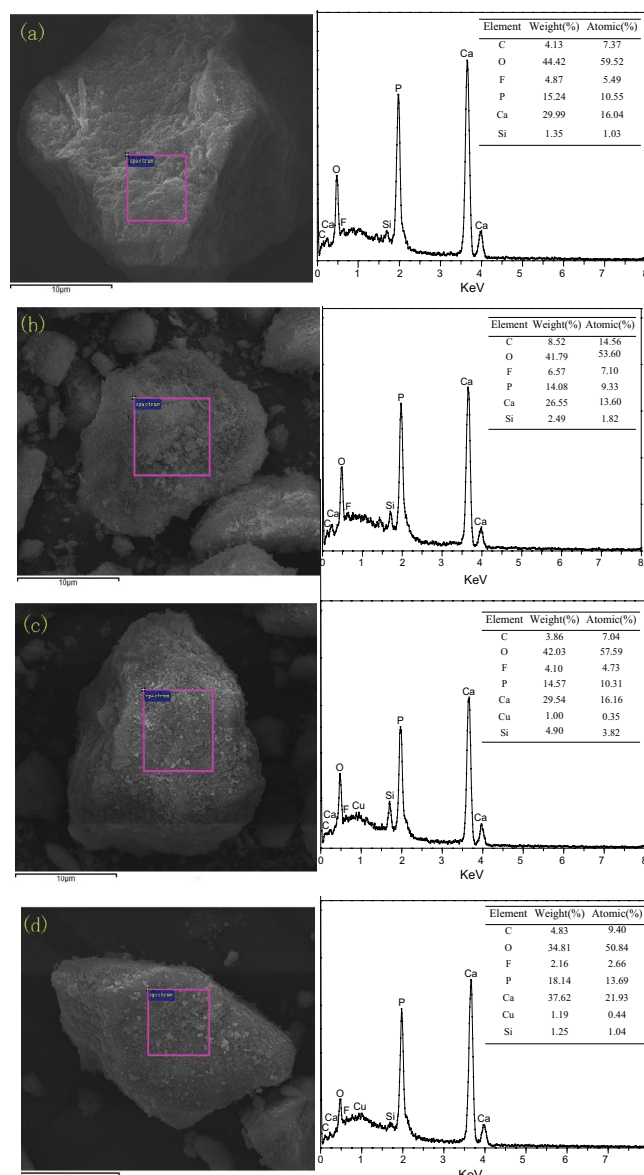 (a)
spectrum
10μm
Element Weight(%) Atomic(%)
C 4.13 7.37
O 44.42 59.52
F 4.87 5.49
P 15.24 10.55
Ca 29.99 16.04
Si 1.35 1.03
C Ca O F Si P Ca Ca
0 1 2 3 4 5 6 7 8
KeV
(b)
spectrum
10μm
Element Weight(%) Atomic(%)
C 8.52 14.56
O 41.79 53.60
F 6.57 7.10
P 14.08 9.33
Ca 26.55 13.60
Si 2.49 1.82
C Ca O F Si P Ca Ca
0 1 2 3 4 5 6 7 8
KeV
(c)
spectrum
10μm
Element Weight(%) Atomic(%)
C 3.86 7.04
O 42.03 57.59
F 4.10 4.73
P 14.57 10.31
Ca 29.54 16.16
Cu 1.00 0.35
Si 4.90 3.82
C Ca O F Cu Si P Ca Ca
0 1 2 3 4 5 6 7 8
KeV
(d)
spectrum
Element Weight(%) Atomic(%)
C 4.83 9.40
O 34.81 50.84
F 2.16 2.66
P 18.14 13.69
Ca 37.62 21.93
Cu 1.19 0.44
Si 1.25 1.04
C Ca O F Cu Si P Ca Ca
0 1 2 3 4 5 6 7 8
KeV